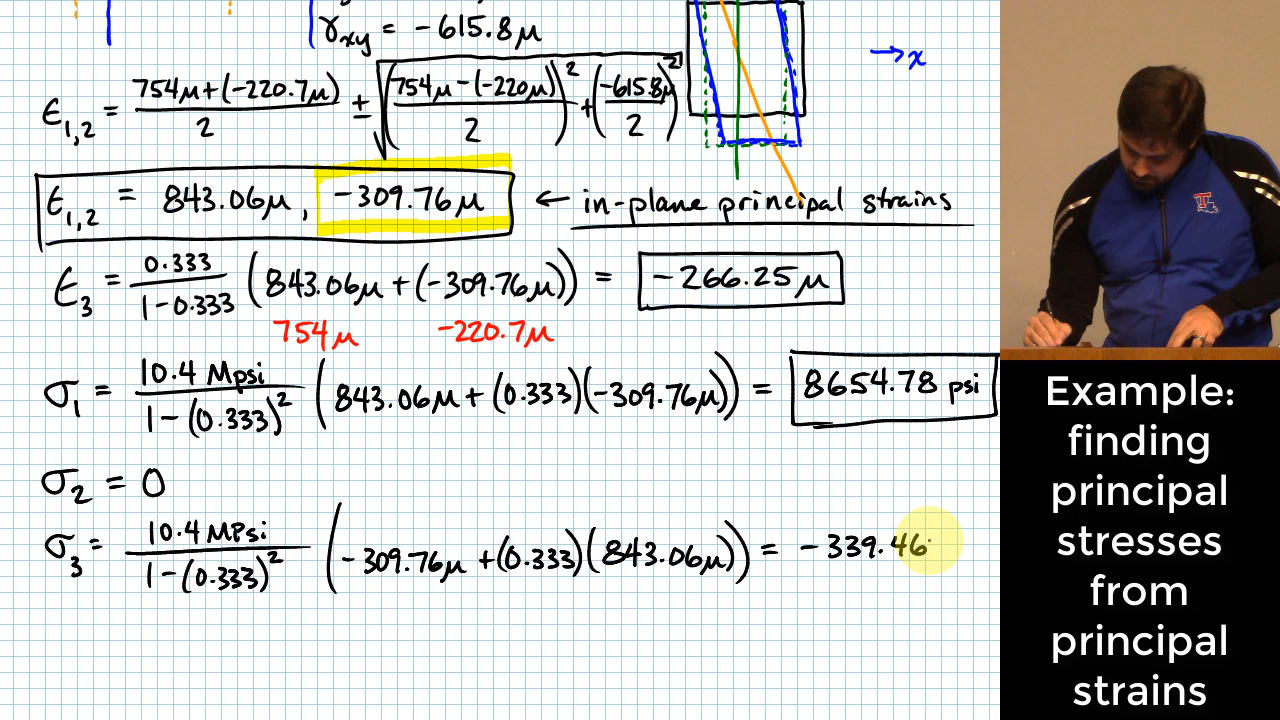 γxy = -615.8μ
→x
ϵ1,2 = 754μ+(-220.7μ)/2 ± √((754μ-(-220μ))/2)² + (-615.8μ/2)²
ϵ1,2 = 843.06μ, -309.76μ ← in-plane principal strains
ϵ3 = 0.333/1-0.333 (843.06μ+(-309.76μ)) = -266.25μ
754μ -220.7μ
σ1 = 10.4 Mpsi/1-(0.333)² (843.06μ+(0.333)(-309.76μ)) = 8654.78 psi
σ2 = 0
σ3 = 10.4 MPsi/1-(0.333)² (-309.76μ+(0.333)(843.06μ)) = -339.46
Example:
finding
principal
stresses
from
principal
strains